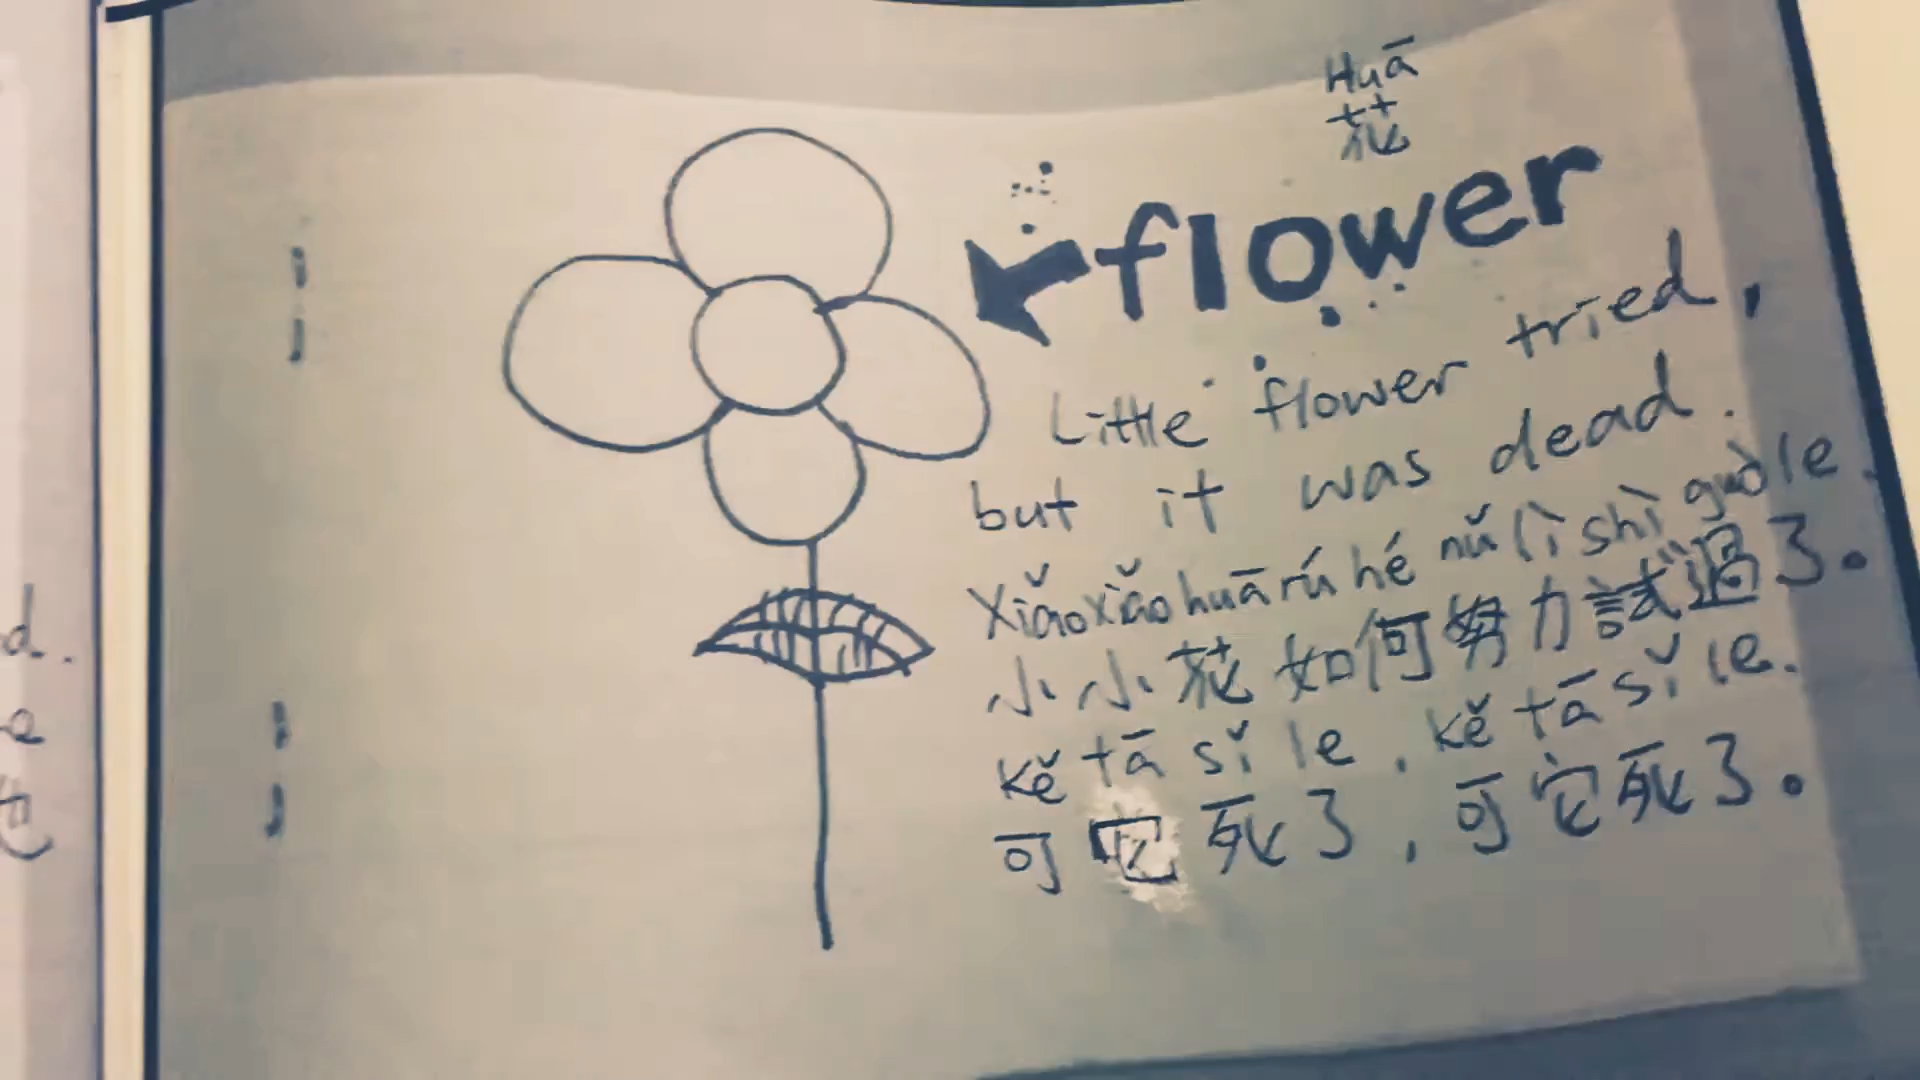 Huā
花
flower
Little flower tried,
but it was dead.
Xiǎoxiǎo huā rú hé nǔ lì shì guò le.
小小花如何努力試過了。
kě tā sǐ le, kě tā sǐ le.
可它死了,可它死了。
d.
e